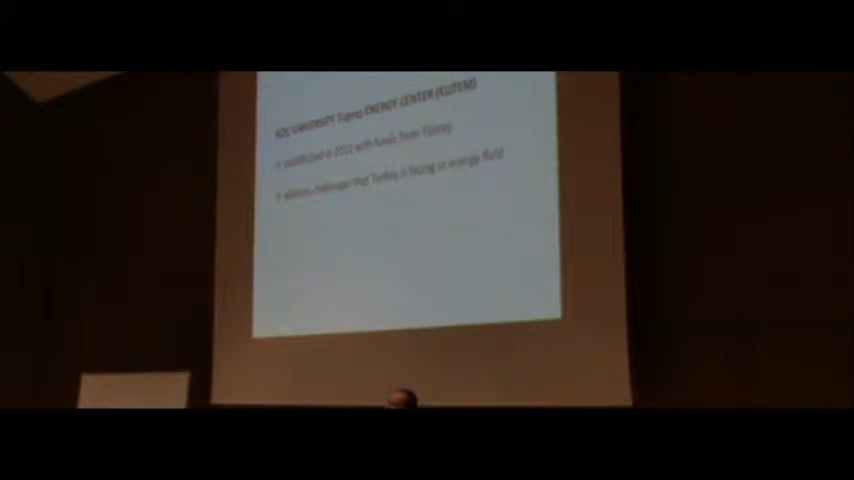 KOÇ UNIVERSITY Tüpraş ENERGY CENTER (KUTEM)
established in 2012 with funds from Tüpraş
address challenges that Turkey is facing in energy field